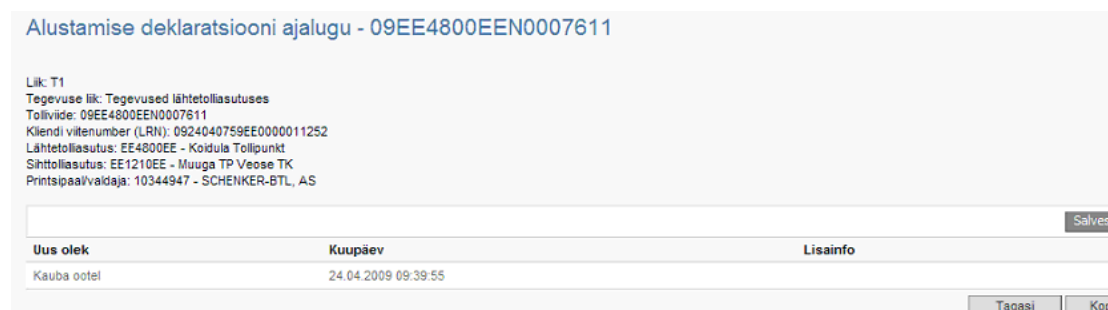 Alustamise deklaratsiooni ajalugu - 09EE4800EEN0007611
Liik: T1
Tegevuse liik: Tegevused lähtetolliasutuses
Tolliviide: 09EE4800EEN0007611
Kliendi viitenumber (LRN): 0924040759EE0000011252
Lähtetolliasutus: EE4800EE - Koidula Tollipunkt
Sihttolliasutus: EE1210EE - Muuga TP Veose TK
Printsipaal/valdaja: 10344947 - SCHENKER-BTL, AS
Salves
Uus olek Kuupäev Lisainfo
Kauba ootel 24.04.2009 09:39:55
Tagasi Kop